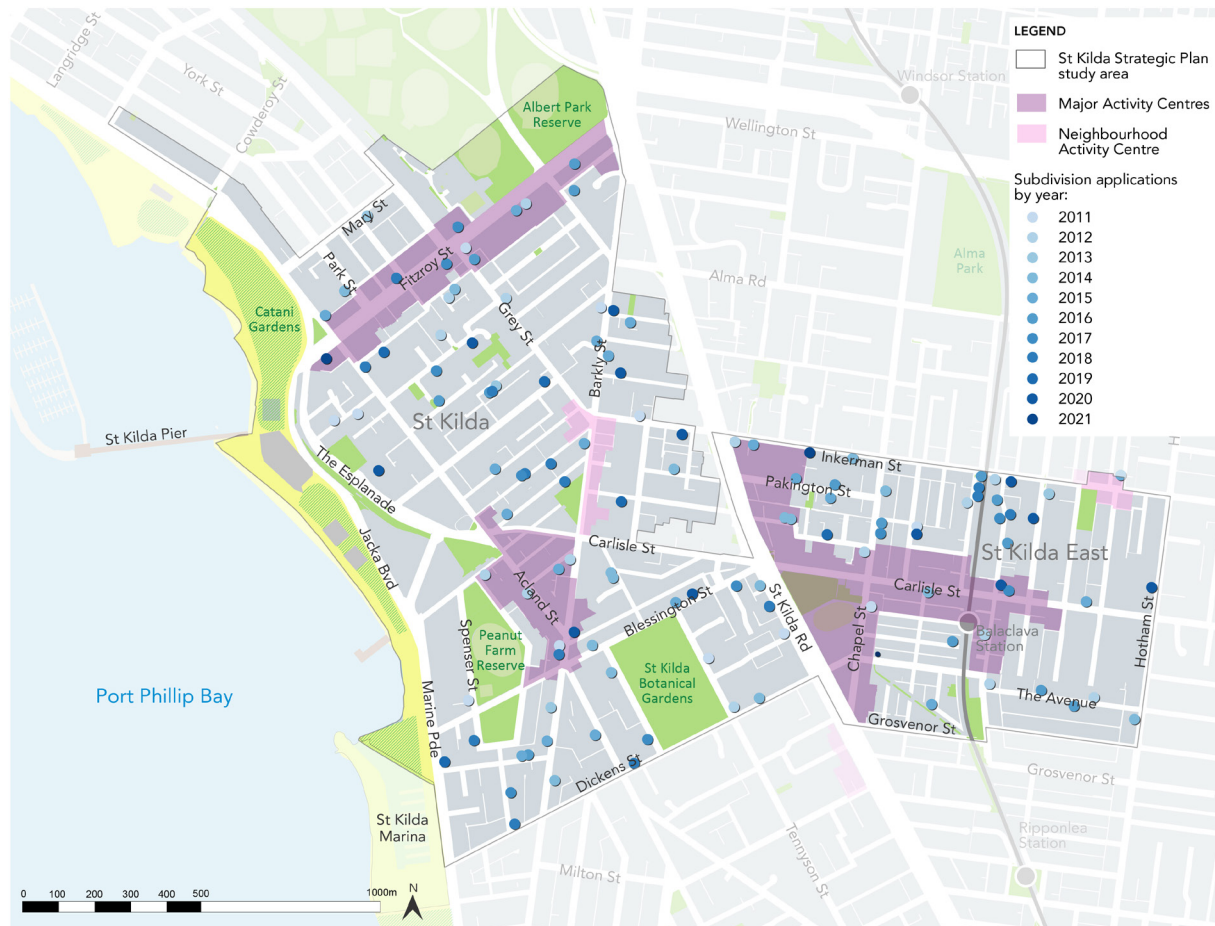 Langridge St
York St
Cowderoy St
Albert Park
Reserve
Windsor Station
Wellington St
LEGEND
St Kilda Strategic Plan
study area
Major Activity Centres
Neighbourhood
Activity Centre
Subdivision applications
by year:
2011
2012
2013
2014
2015
2016
2017
2018
2019
2020
2021
Mary St
Park St
Fitzroy St
Alma Rd
Alma
Park
Catani
Gardens
Grey St
Barkly St
St Kilda
St Kilda Pier
The Esplanade
Inkerman St
Pakington St
H
Jacka Blvd
Carlisle St
St Kilda East
Acland St
Carlisle St
Blessington St
St Kilda Rd
Chapel St
Balaclava
Station
Hotham St
Spenser St
Peanut
Farm
Reserve
St Kilda
Botanical
Gardens
Port Phillip Bay
Marine Pde
The Avenue
Grosvenor St
Dickens St
Grosvenor St
St Kilda
Marina
Tennyson St
Ripponlea
Station
Milton St
0 100 200 300 400 500 1000m
N